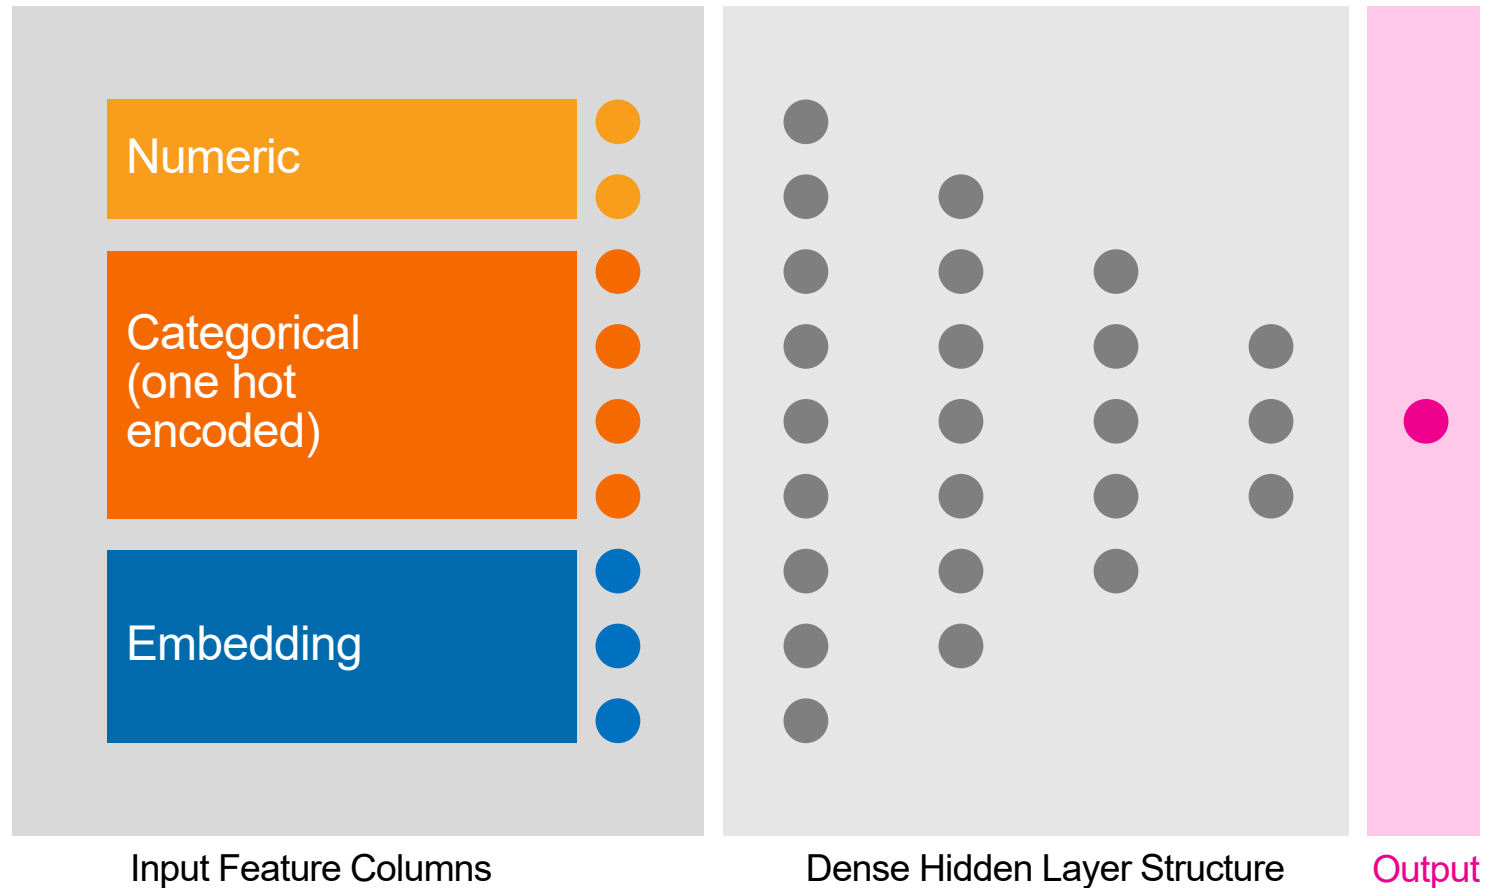 Numeric
Categorical
(one hot
encoded)
Embedding
Input Feature Columns
Dense Hidden Layer Structure
Output